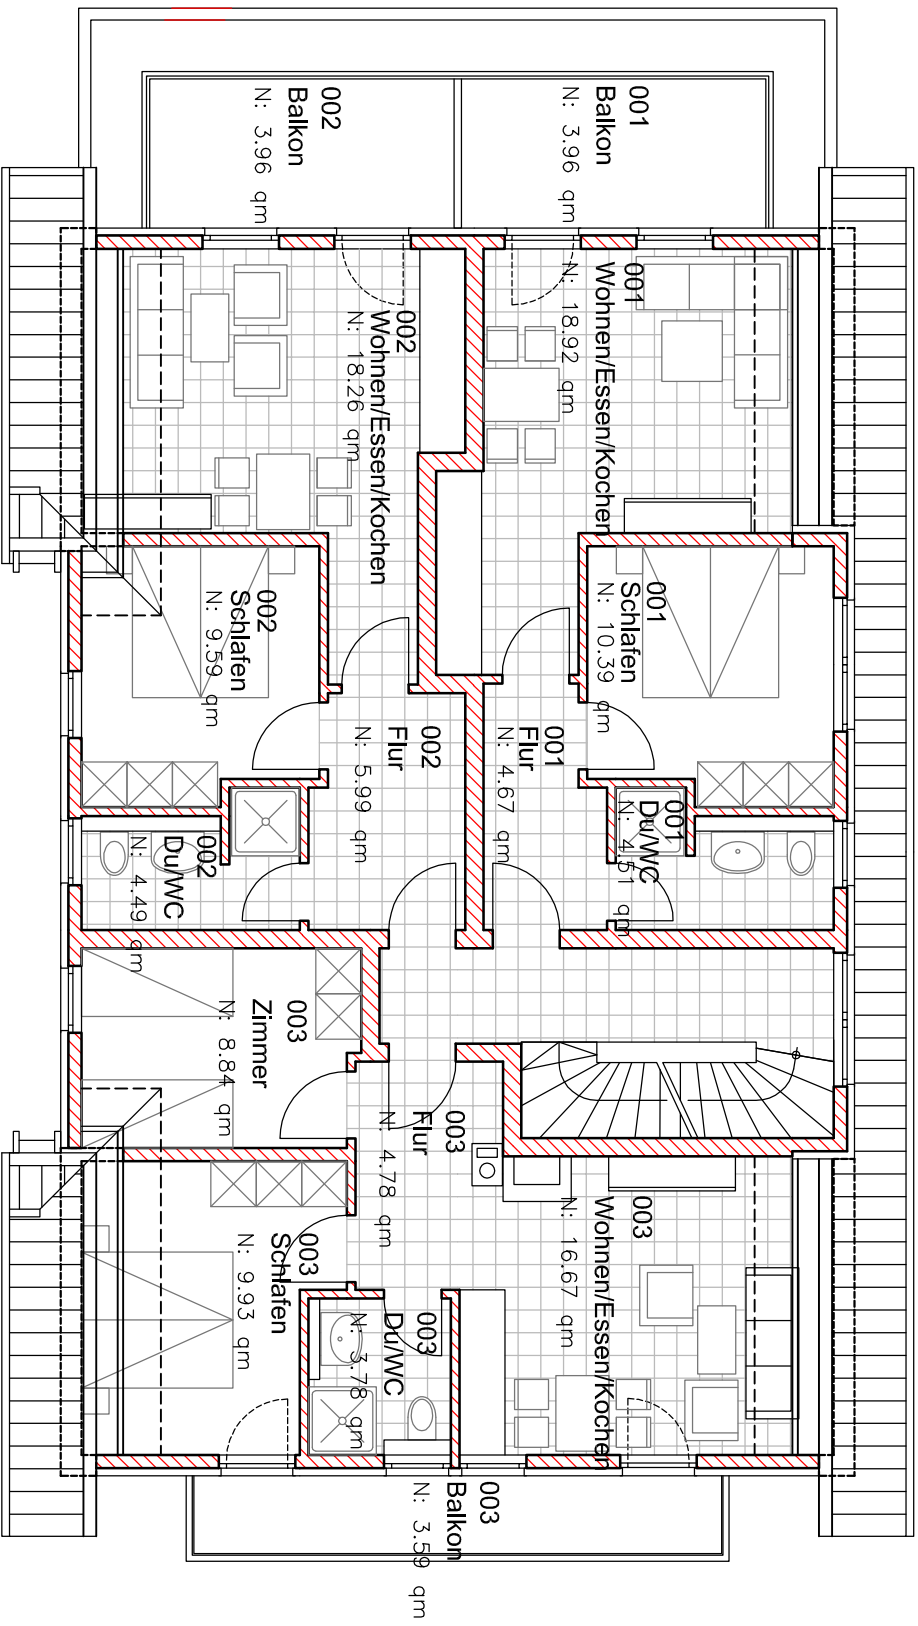 002
Balkon
N: 3.96 qm
001
Balkon
N: 3.96 qm
002
Wohnen/Essen/Kochen
N: 18.26 qm
001
Wohnen/Essen/Kochen
N: 18.92 qm
002
Schlafen
N: 9.59 qm
001
Schlafen
N: 10.39 qm
002
Flur
N: 5.99 qm
001
Flur
N: 4.67 qm
002
Du/WC
N: 4.49 qm
001
Du/WC
N: 4.51 qm
003
Zimmer
N: 8.84 qm
003
Flur
N: 4.78 qm
003
Wohnen/Essen/Kochen
N: 16.67 qm
003
Schlafen
N: 9.93 qm
003
Du/WC
N: 3.78 qm
003
Balkon
N: 3.59 qm